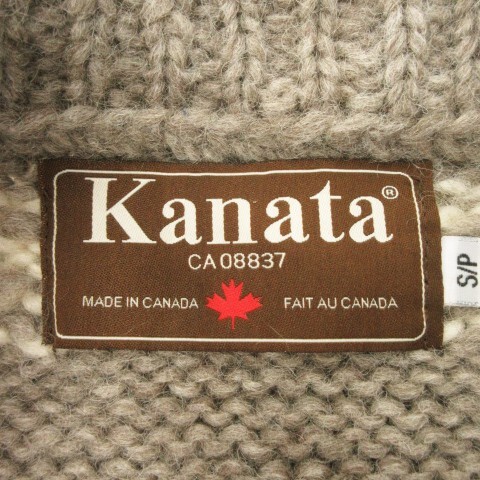 Kanata®
CA 08837
MADE IN CANADA FAIT AU CANADA
S/P